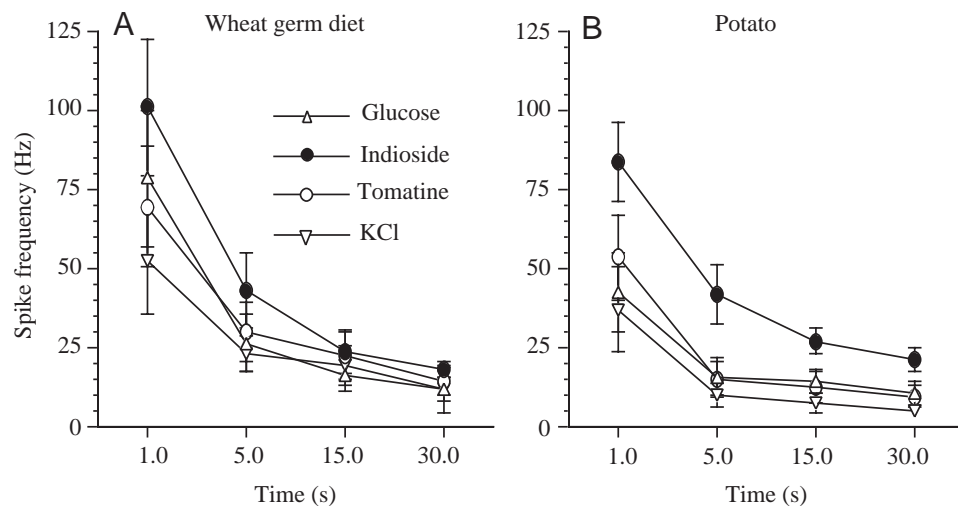 A Wheat germ diet
B Potato
Spike frequency (Hz)
125
100
75
50
25
0
Glucose
Indioside
Tomatine
KCl
1.0 5.0 15.0 30.0
Time (s)
125
100
75
50
25
0
1.0 5.0 15.0 30.0
Time (s)